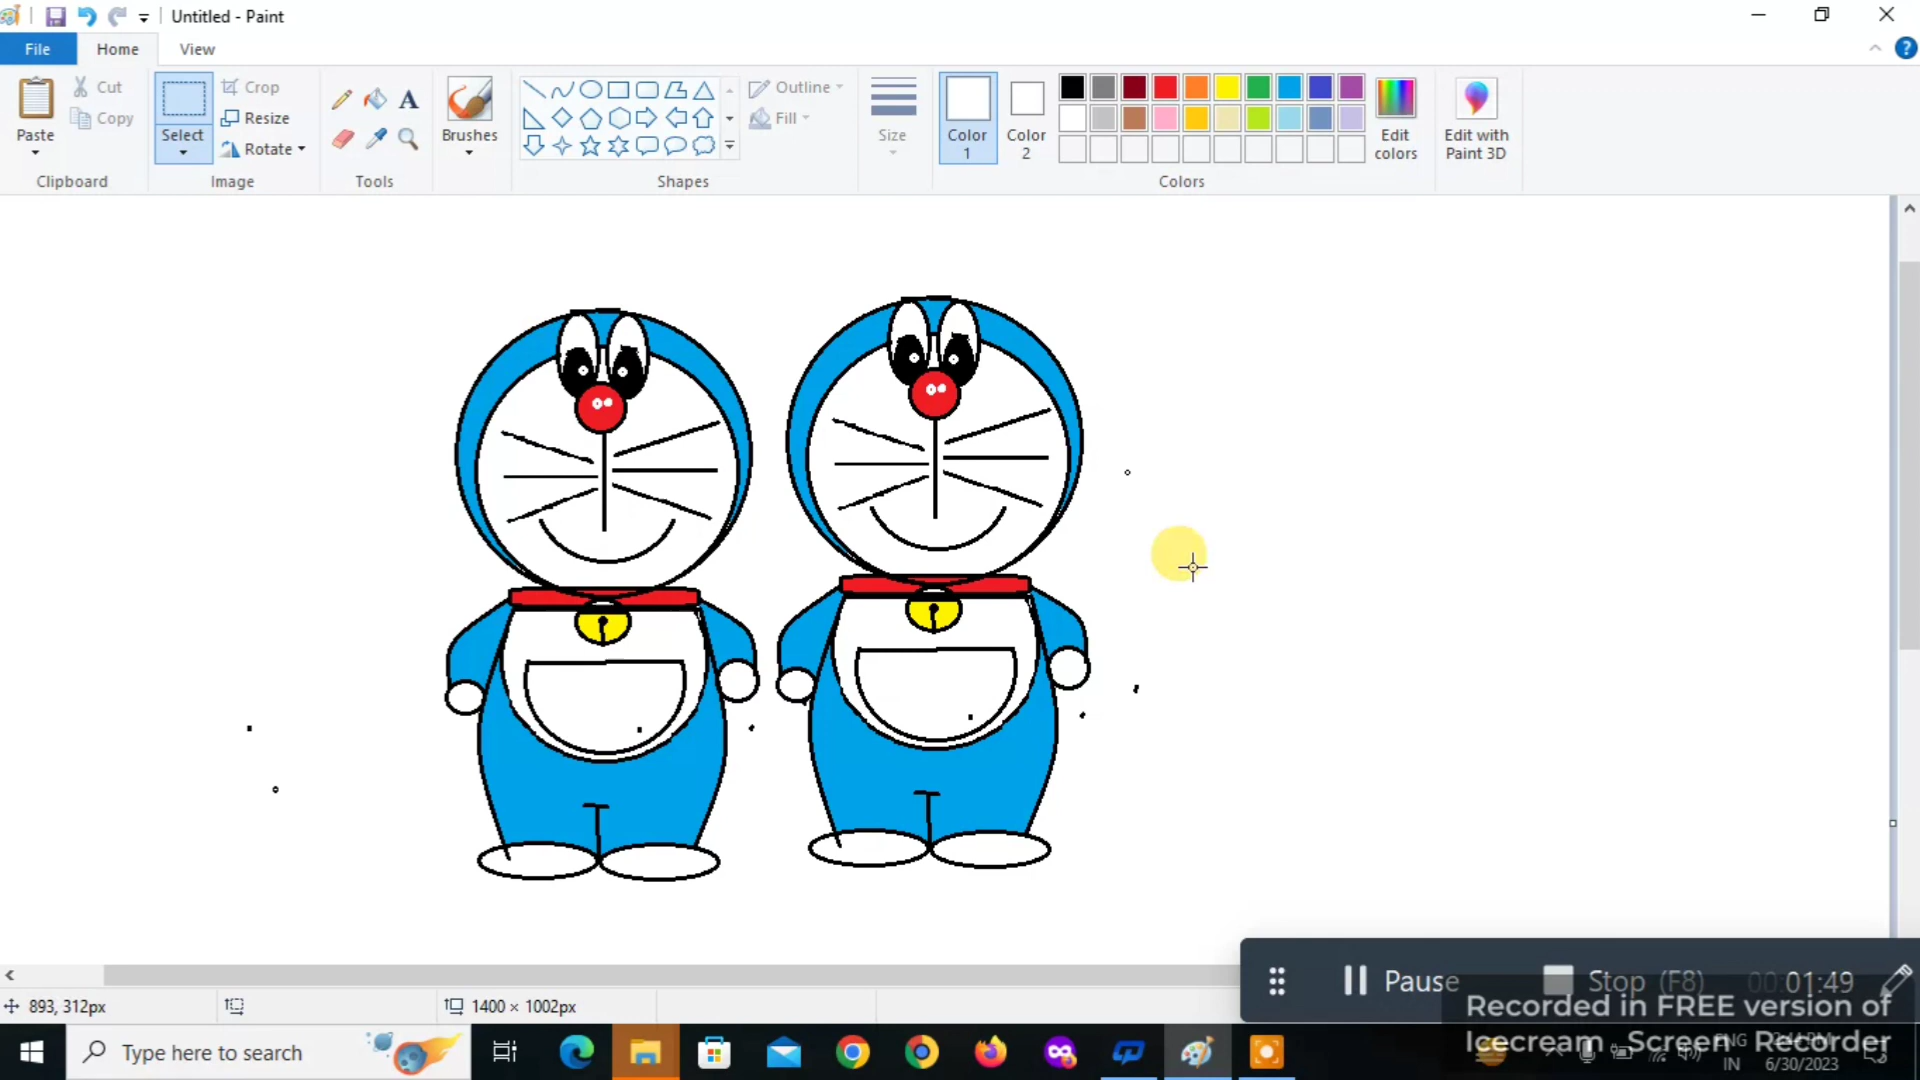 Untitled - Paint
File Home View
Cut
Copy
Paste
Clipboard
Select
Crop
Resize
Rotate
Image
A
Tools
Brushes
Outline
Fill
Shapes
Size
Color 1
Color 2
Edit colors
Colors
Edit with Paint 3D
893, 312px
1400 × 1002px
Pause
Stop (F8)
00:01:49
Recorded in FREE version of
Icecream Screen Recorder
Type here to search
ENG
IN
6/30/2023